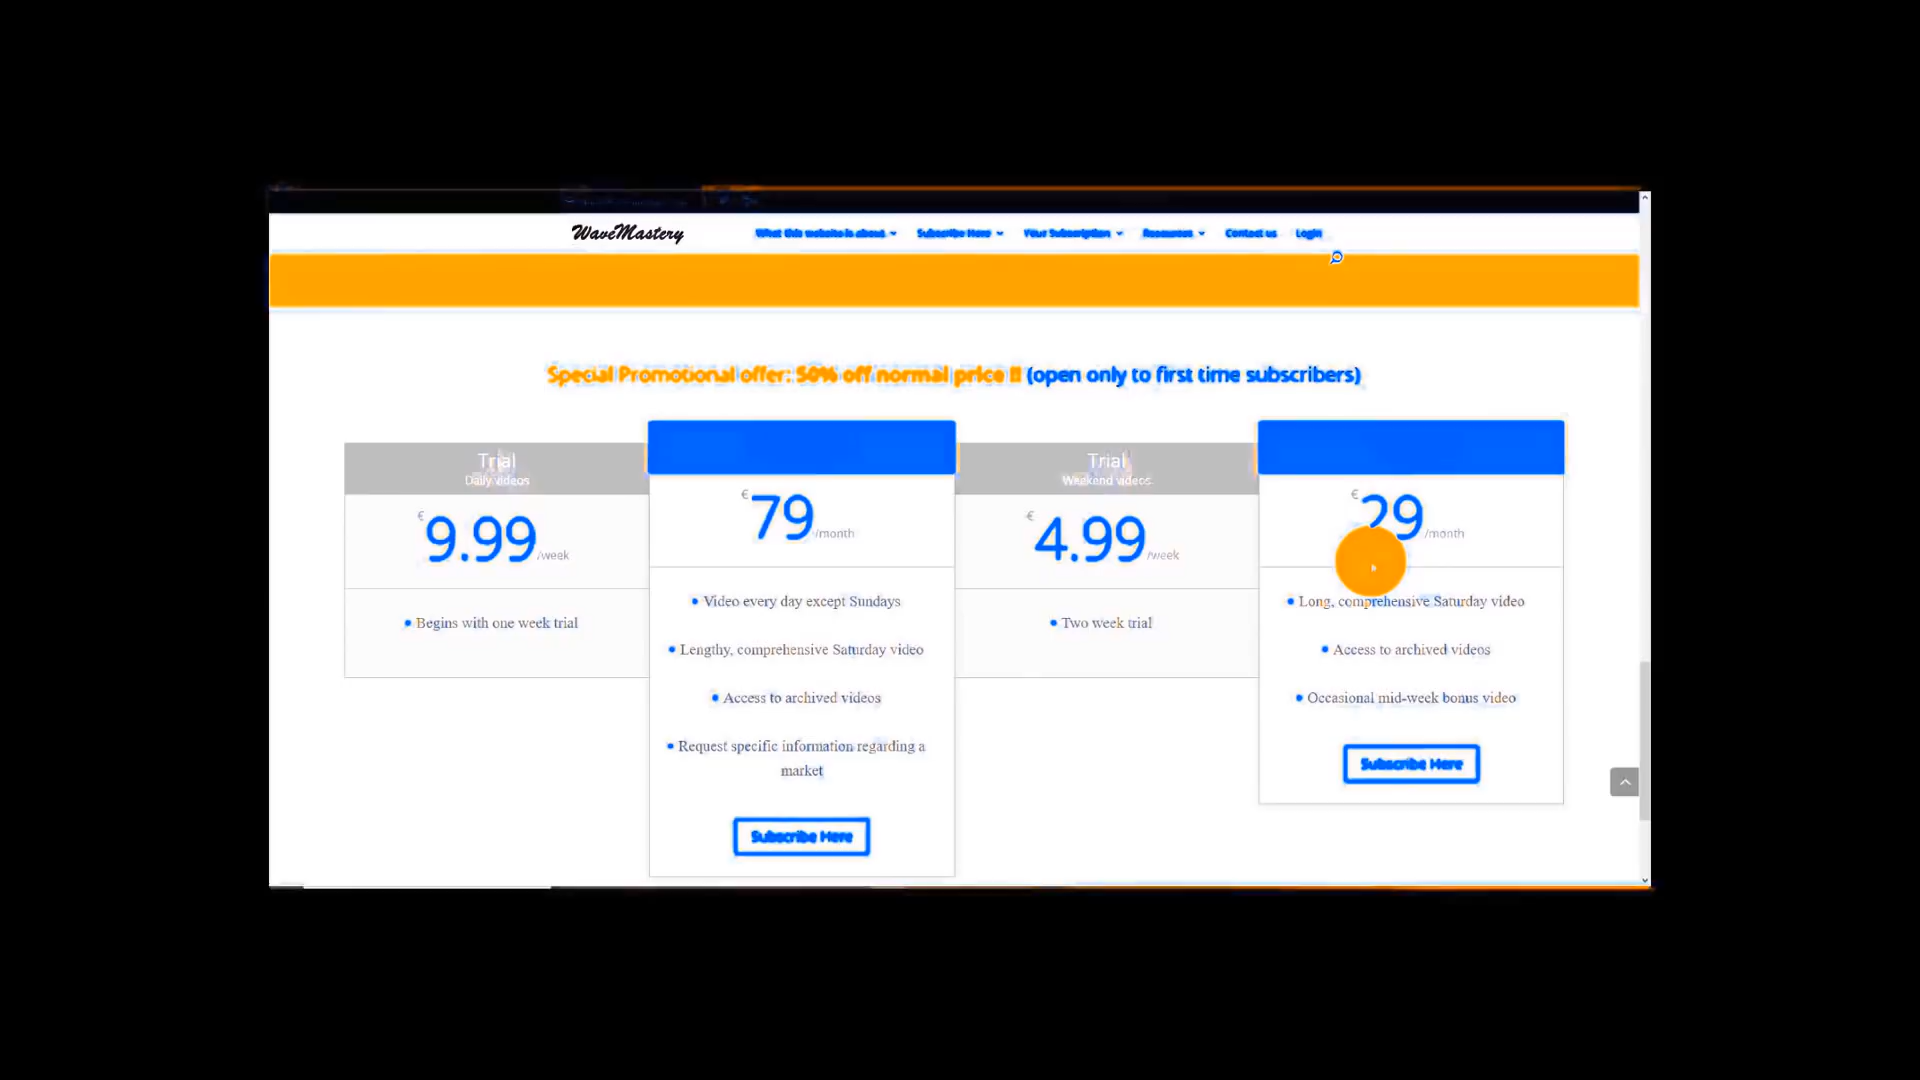 WaveMastery
What this website is about Subscribe Here Your Subscription Resources Contact us Login
Special Promotional offer: 50% off normal price !! (open only to first time subscribers)
Trial
Daily videos
€9.99/week
• Begins with one week trial
€79/month
• Video every day except Sundays
• Lengthy, comprehensive Saturday video
• Access to archived videos
• Request specific information regarding a
market
Subscribe Here
Trial
Weekend videos
€4.99/week
• Two week trial
€29/month
• Long, comprehensive Saturday video
• Access to archived videos
• Occasional mid-week bonus video
Subscribe Here